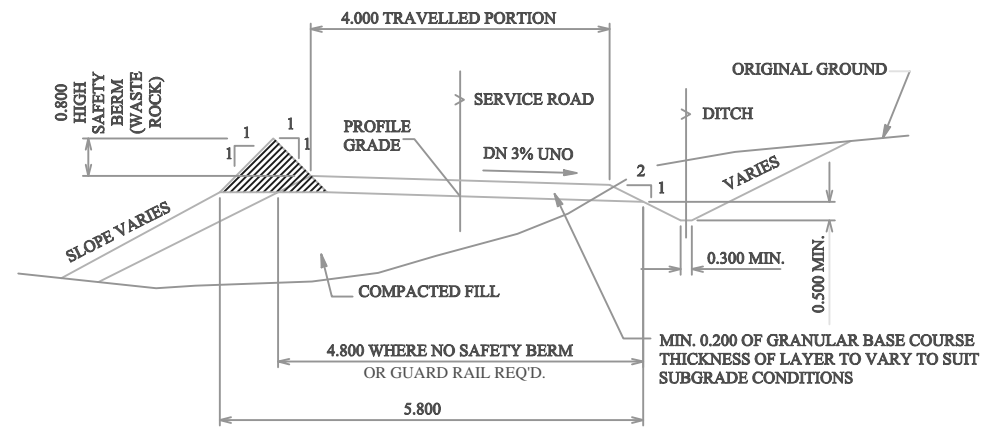 4.000 TRAVELLED PORTION
ORIGINAL GROUND
0.800
HIGH
SAFETY
BERM
(WASTE
ROCK)
SERVICE ROAD
DITCH
1
1
1
1
PROFILE
GRADE
DN 3% UNO
2
1
VARIES
SLOPE VARIES
0.300 MIN.
0.500 MIN.
COMPACTED FILL
MIN. 0.200 OF GRANULAR BASE COURSE
THICKNESS OF LAYER TO VARY TO SUIT
SUBGRADE CONDITIONS
4.800 WHERE NO SAFETY BERM
OR GUARD RAIL REQ'D.
5.800